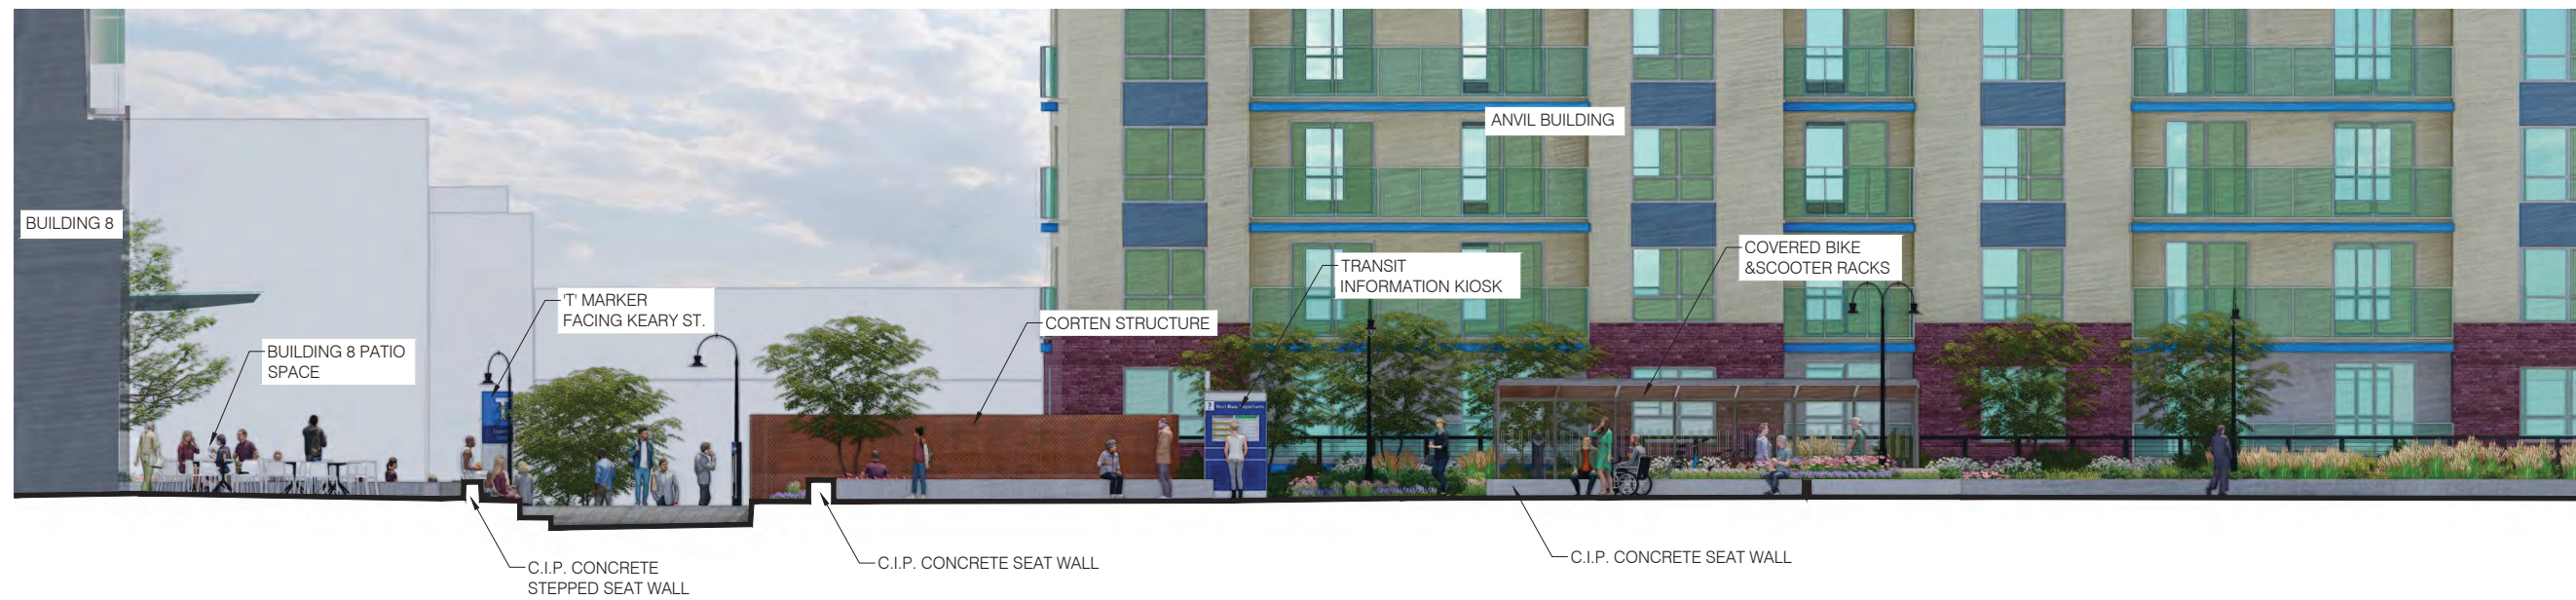 ANVIL BUILDING
BUILDING 8
COVERED BIKE
&SCOOTER RACKS
TRANSIT
INFORMATION KIOSK
'T' MARKER
FACING KEARY ST.
CORTEN STRUCTURE
BUILDING 8 PATIO
SPACE
T
C.I.P. CONCRETE
STEPPED SEAT WALL
C.I.P. CONCRETE SEAT WALL
C.I.P. CONCRETE SEAT WALL